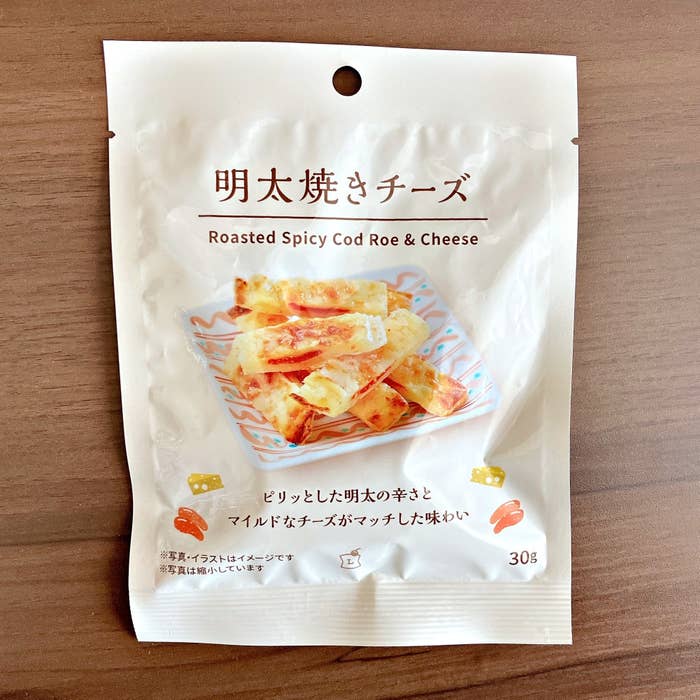 明太焼きチーズ
Roasted Spicy Cod Roe & Cheese
ピリッとした明太の辛さと
マイルドなチーズがマッチした味わい
※写真・イラストはイメージです
※写真は縮小しています
L
30g